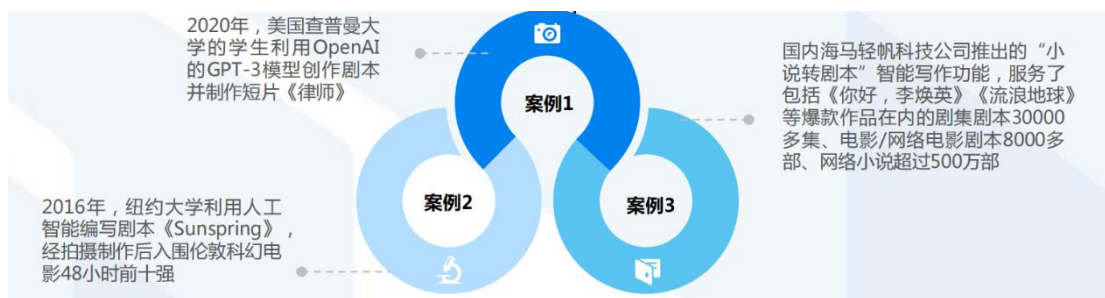 2020年，美国查普曼大
学的学生利用OpenAI
的GPT-3模型创作剧本
并制作短片《律师》
案例1
国内海马轻帆科技公司推出的“小
说转剧本”智能写作功能，服务了
包括《你好，李焕英》《流浪地球》
等爆款作品在内的剧集剧本30000
多集、电影/网络电影剧本8000多
部、网络小说超过500万部
案例2
案例3
2016年，纽约大学利用人工
智能编写剧本《Sunspring》，
经拍摄制作后入围伦敦科幻电
影48小时前十强